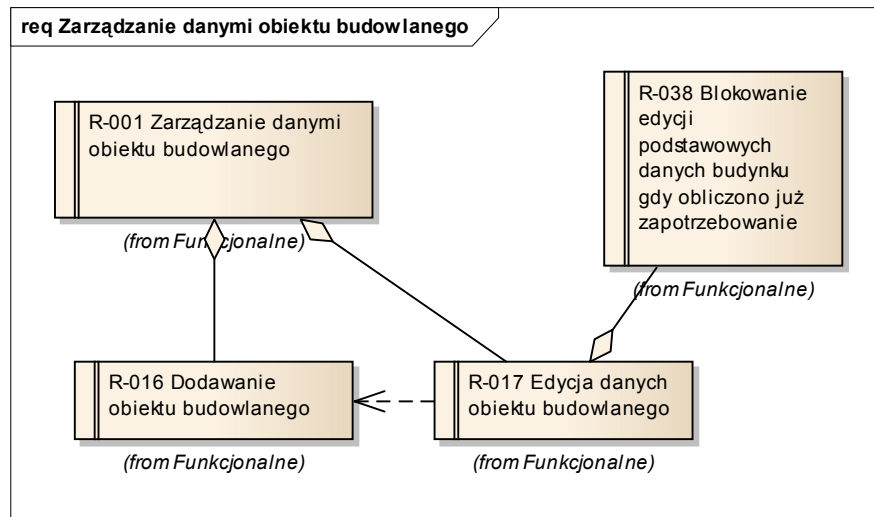 req Zarządzanie danymi obiektu budowlanego
R-001 Zarządzanie danymi
obiektu budowlanego
(from Funkcjonalne)
R-038 Blokowanie
edycji
podstawowych
danych budynku
gdy obliczono już
zapotrzebowanie
(from Funkcjonalne)
R-016 Dodawanie
obiektu budowlanego
(from Funkcjonalne)
R-017 Edycja danych
obiektu budowlanego
(from Funkcjonalne)